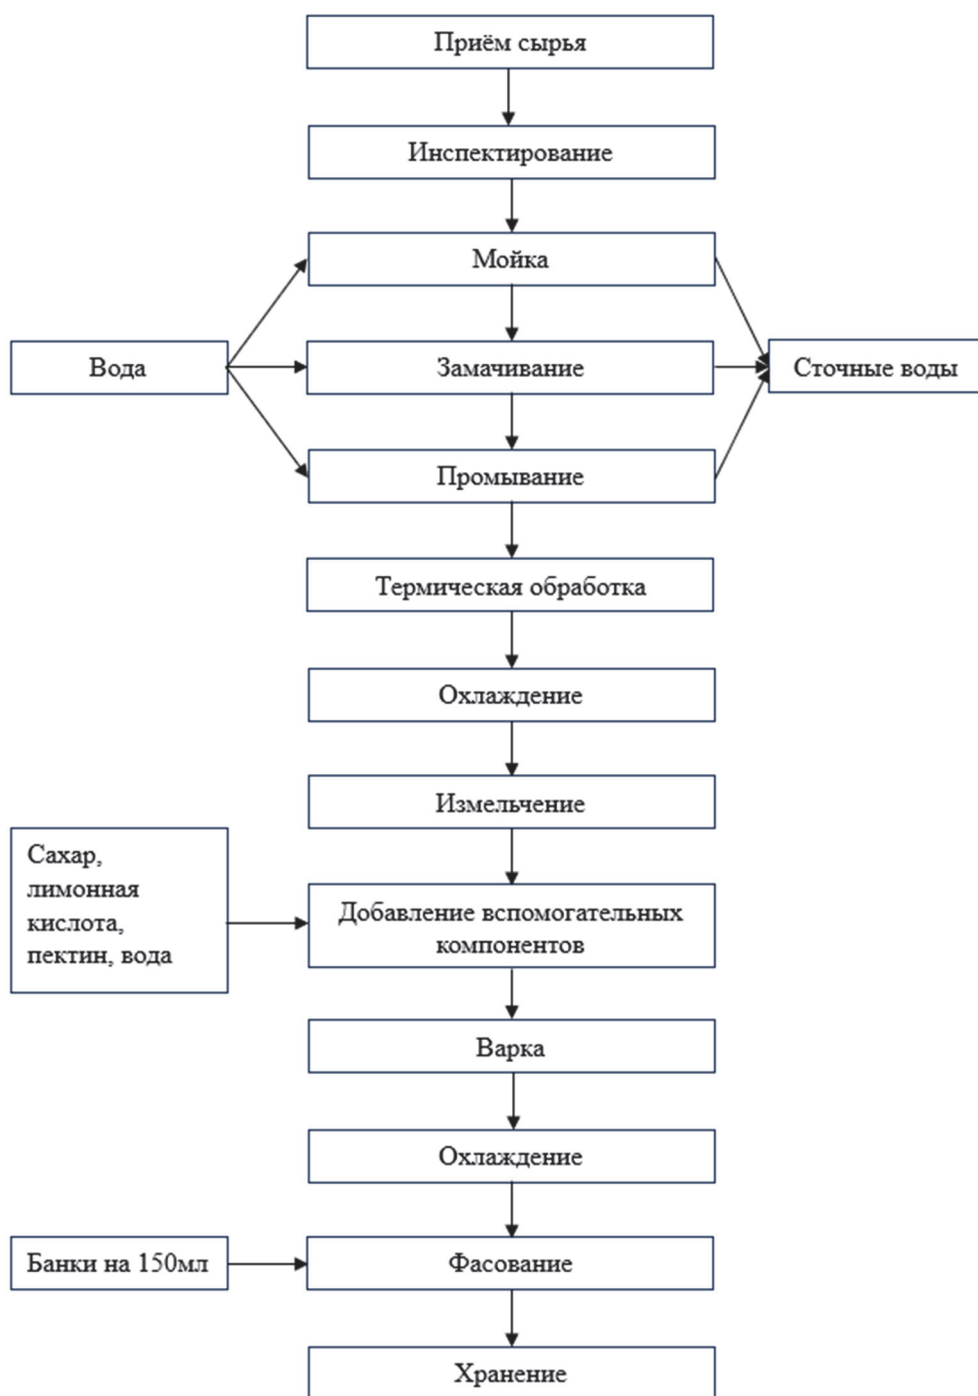 Приём сырья
Инспектирование
Мойка
Вода
Замачивание
Сточные воды
Промывание
Термическая обработка
Охлаждение
Измельчение
Сахар,
лимонная
кислота,
пектин, вода
Добавление вспомогательных
компонентов
Варка
Охлаждение
Банки на 150мл
Фасование
Хранение